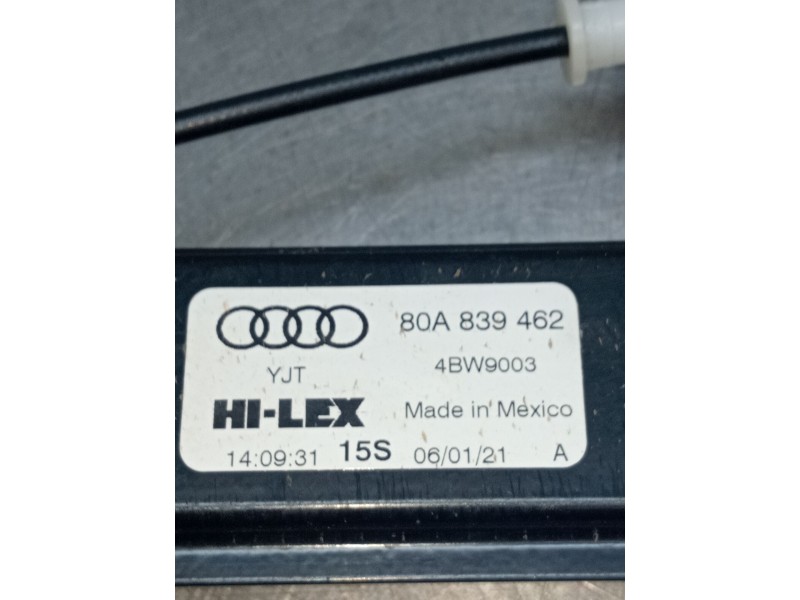 80A 839 462
YJT 4BW9003
HI-LEX Made in Mexico
14:09:31 15S 06/01/21 A